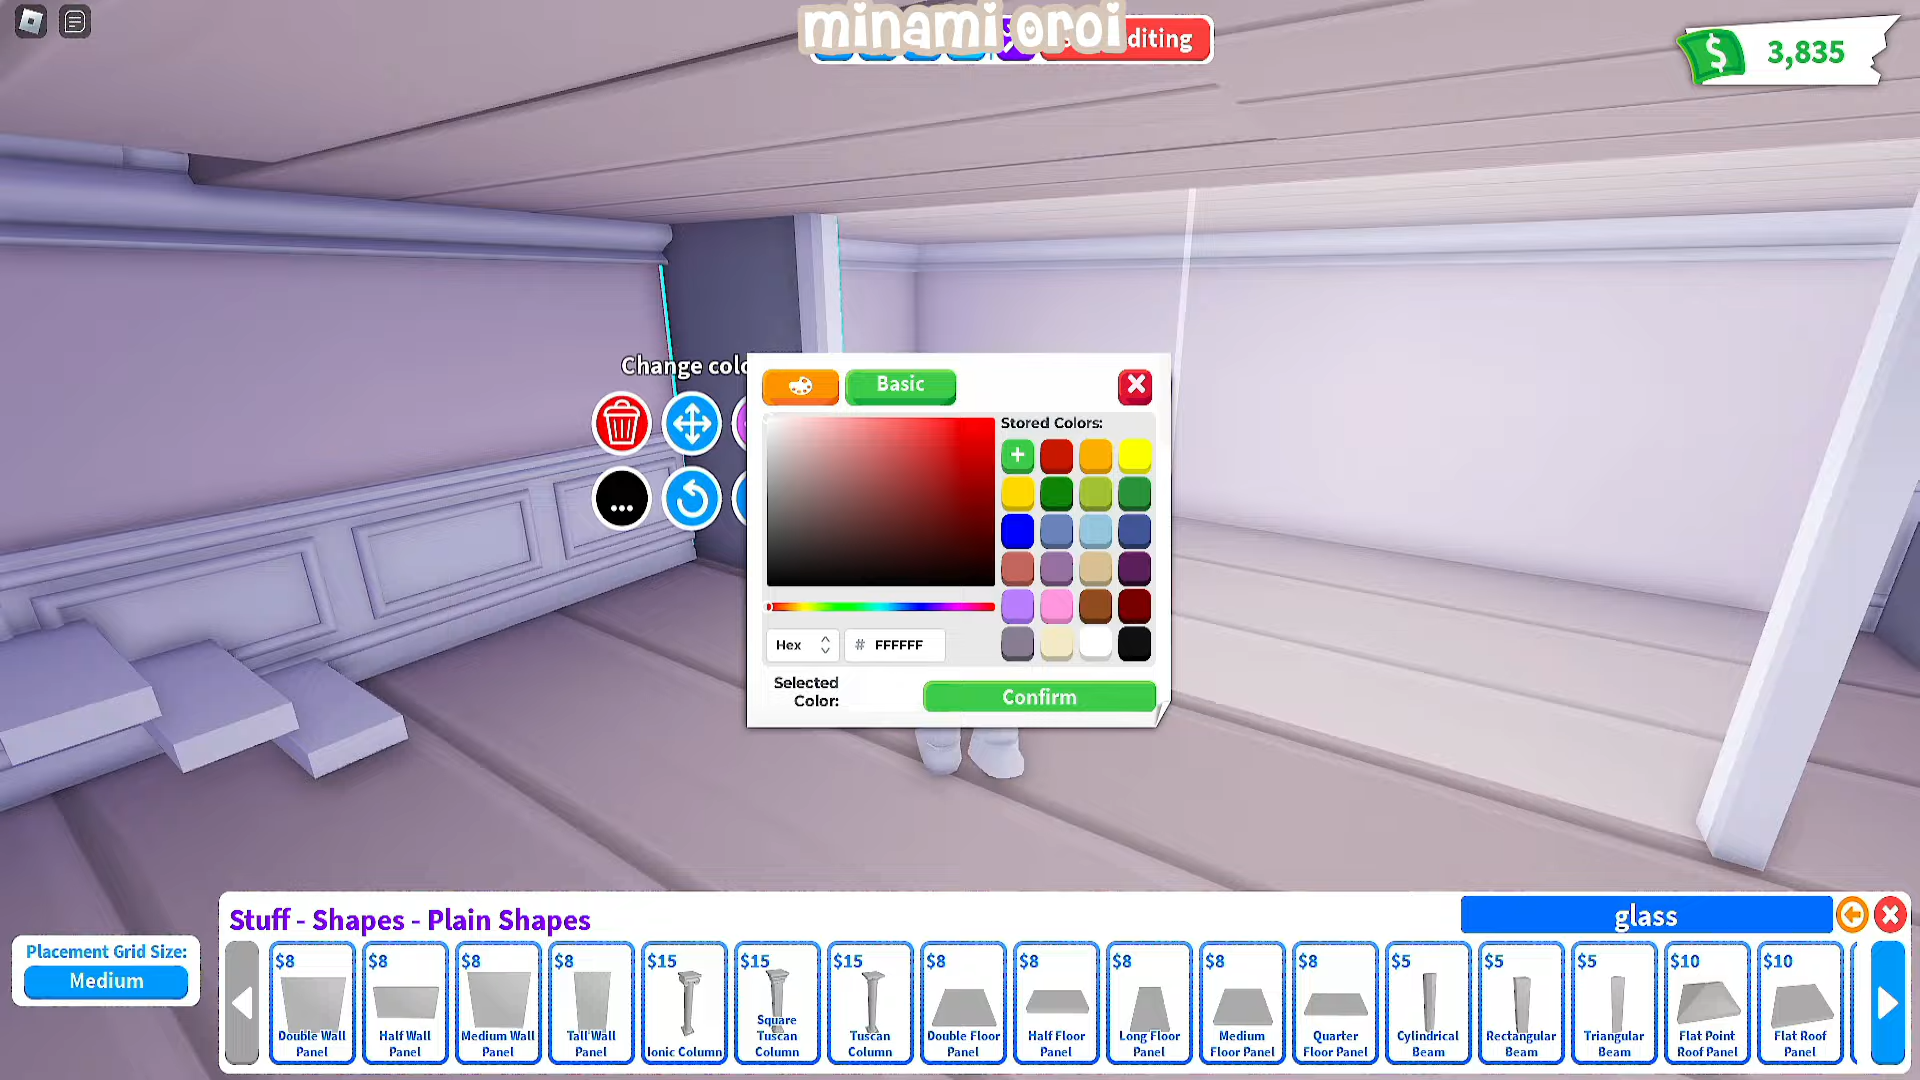 minami oroi
diting
3,835
Change colo
Basic
Stored Colors:
+
Hex
# FFFFFF
Selected
Color:
Confirm
Stuff - Shapes - Plain Shapes
glass
Placement Grid Size:
Medium
$8
Double Wall
Panel
$8
Half Wall
Panel
$8
Medium Wall
Panel
$8
Tall Wall
Panel
$15
Ionic Column
$15
Square
Tuscan
Column
$15
Tuscan
Column
$8
Double Floor
Panel
$8
Half Floor
Panel
$8
Long Floor
Panel
$8
Medium
Floor Panel
$8
Quarter
Floor Panel
$5
Cylindrical
Beam
$5
Rectangular
Beam
$5
Triangular
Beam
$10
Flat Point
Roof Panel
$10
Flat Roof
Panel